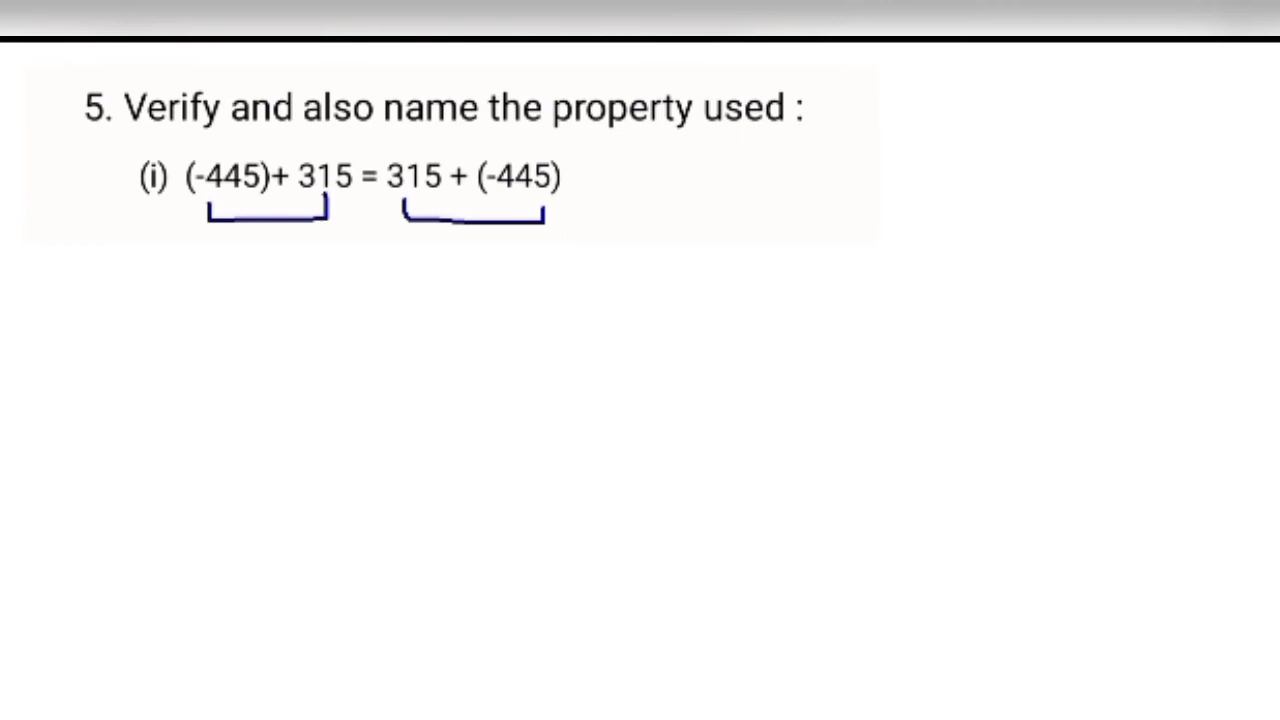 5. Verify and also name the property used :
(i) (-445)+ 315 = 315 + (-445)